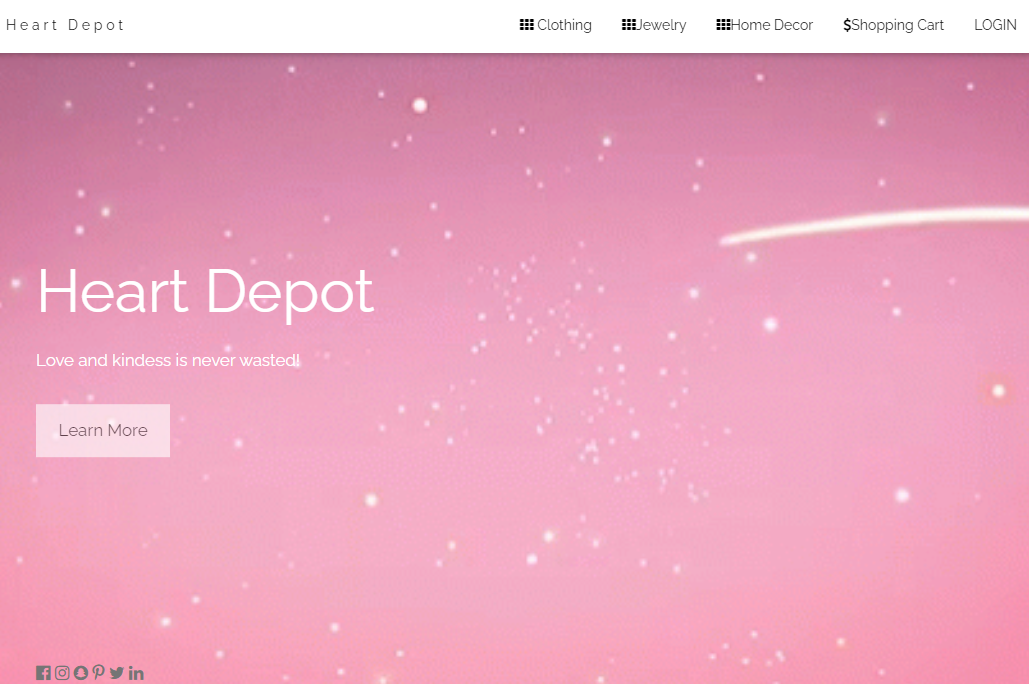 Heart Depot
Clothing Jewelry Home Decor $Shopping Cart LOGIN
Heart Depot
Love and kindess is never wasted!
Learn More